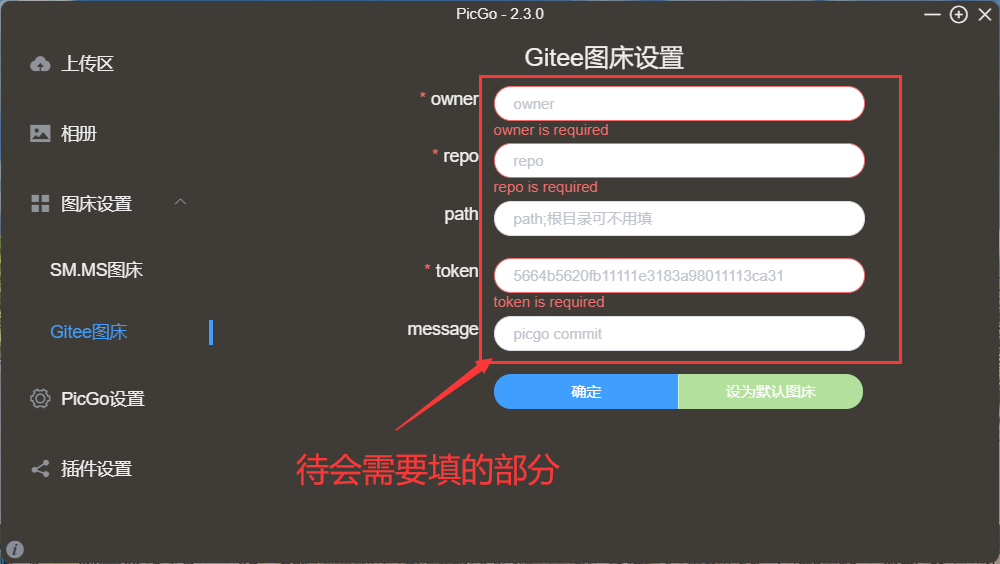 PicGo - 2.3.0
上传区
相册
图床设置
SM.MS图床
Gitee图床
PicGo设置
插件设置
Gitee图床设置
* owner
owner
owner is required
* repo
repo
repo is required
path
path;根目录可不用填
* token
5664b5620fb11111e3183a98011113ca31
token is required
message
picgo commit
确定
设为默认图床
待会需要填的部分